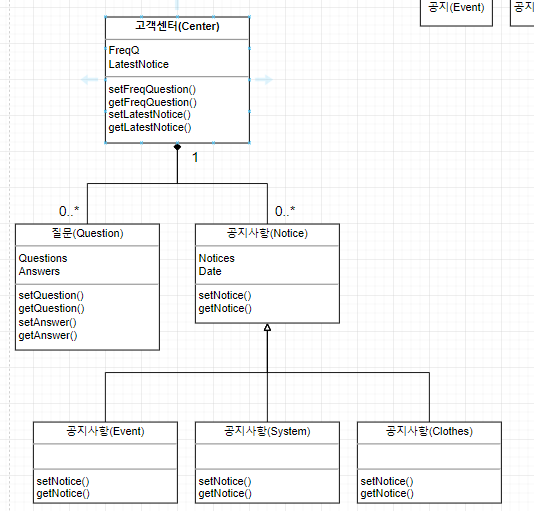 공지(Event)
공지
고객센터(Center)
FreqQ
LatestNotice
setFreqQuestion()
getFreqQuestion()
setLatestNotice()
getLatestNotice()
1
0..*
0..*
질문(Question)
Questions
Answers
setQuestion()
getQuestion()
setAnswer()
getAnswer()
공지사항(Notice)
Notices
Date
setNotice()
getNotice()
공지사항(Event)
setNotice()
getNotice()
공지사항(System)
setNotice()
getNotice()
공지사항(Clothes)
setNotice()
getNotice()